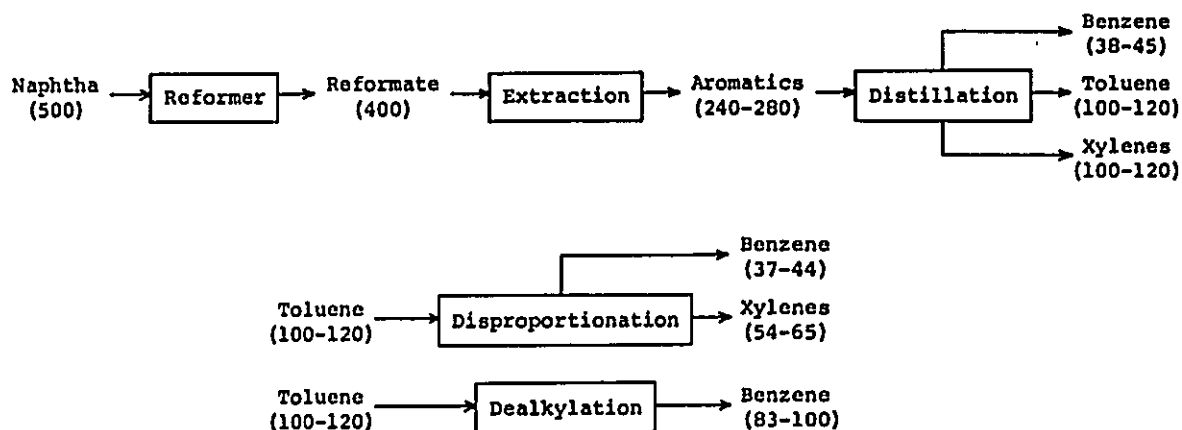 Benzene
(38-45)
Naphtha
(500)
Reformer
Reformate
(400)
Extraction
Aromatics
(240-280)
Distillation
Toluene
(100-120)
Xylenes
(100-120)
Benzene
(37-44)
Toluene
(100-120)
Disproportionation
Xylenes
(54-65)
Toluene
(100-120)
Dealkylation
Benzene
(83-100)